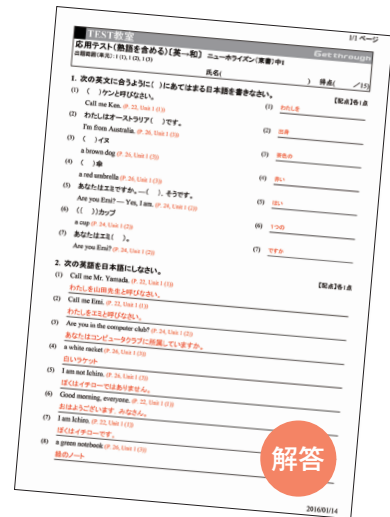 1/1 ページ
TEST教室
Getthrough
応用テスト(熟語を含める)〔英→和〕 ニューホライズン(東書)中1
出題範囲(単元): 1 (1), 1 (2), 1 (3)
氏名( ) 得点( /15)
1. 次の英文に合うように( )にあてはまる日本語を書きなさい。
【配点】各1点
(1) ( )ケンと呼びなさい。 (1) わたしを
Call me Ken. (P. 22, Unit 1 (1))
(2) わたしはオーストラリア( )です。 (2) 出身
I'm from Australia. (P. 26, Unit 1 (3))
(3) ( )イヌ (3) 茶色の
a brown dog (P. 26, Unit 1 (3))
(4) ( )傘 (4) 赤い
a red umbrella (P. 26, Unit 1 (3))
(5) あなたはエミですか。—( )、そうです。 (5) はい
Are you Emi? — Yes, I am. (P. 24, Unit 1 (2))
(6) (( ))カップ (6) 1つの
a cup (P. 24, Unit 1 (2))
(7) あなたはエミ( )。 (7) ですか
Are you Emi? (P. 24, Unit 1 (2))
2. 次の英語を日本語にしなさい。
【配点】各1点
(1) Call me Mr. Yamada. (P. 22, Unit 1 (1))
わたしを山田先生と呼びなさい。
(2) Call me Emi. (P. 22, Unit 1 (1))
わたしをエミと呼びなさい。
(3) Are you in the computer club? (P. 24, Unit 1 (2))
あなたはコンピュータクラブに所属していますか。
(4) a white racket (P. 26, Unit 1 (3))
白いラケット
(5) I am not Ichiro. (P. 26, Unit 1 (3))
ぼくはイチローではありません。
(6) Good morning, everyone. (P. 22, Unit 1 (1))
おはようございます、みなさん。
(7) I am Ichiro. (P. 22, Unit 1 (1))
ぼくはイチローです。
(8) a green notebook (P. 26, Unit 1 (3))
緑のノート
解答
2016/01/14